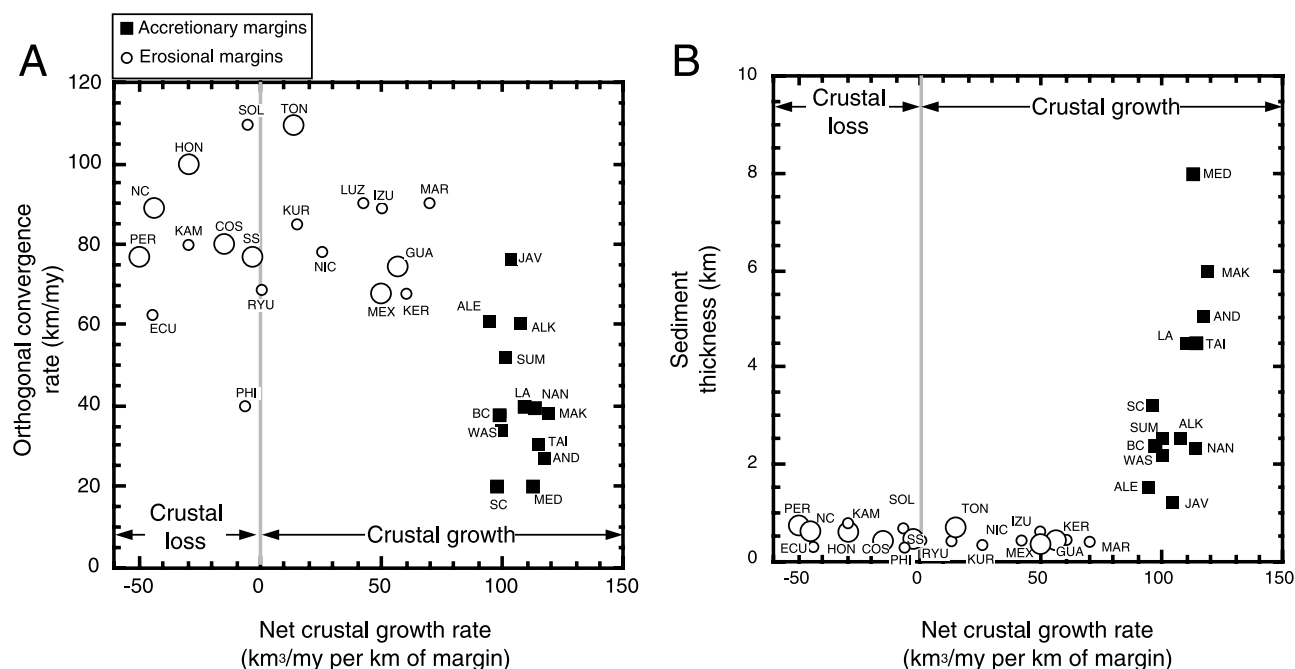 A
Accretionary margins
Erosional margins
B
120
100
80
60
40
20
0
Orthogonal convergence
rate (km/my)
SOL
TON
HON
NC
LUZ
IZU
MAR
KUR
KAM
COS
SS
PER
NIC
GUA
JAV
RYU
MEX
KER
ECU
ALE
ALK
SUM
PHI
LA
NAN
BC
MAK
WAS
TAI
AND
SC
MED
Crustal
loss
Crustal growth
-50
0
50
100
150
Net crustal growth rate
(km3/my per km of margin)
10
8
6
4
2
0
Sediment
thickness (km)
Crustal
loss
Crustal growth
MED
MAK
AND
LA
TAI
SC
SUM
ALK
BC
NAN
WAS
ALE
JAV
PER
NC
KAM
SOL
TON
NIC
IZU
KER
ECU
HON
COS
SS
PHI
RYU
KUR
MEX
GUA
MAR
-50
0
50
100
150
Net crustal growth rate
(km3/my per km of margin)